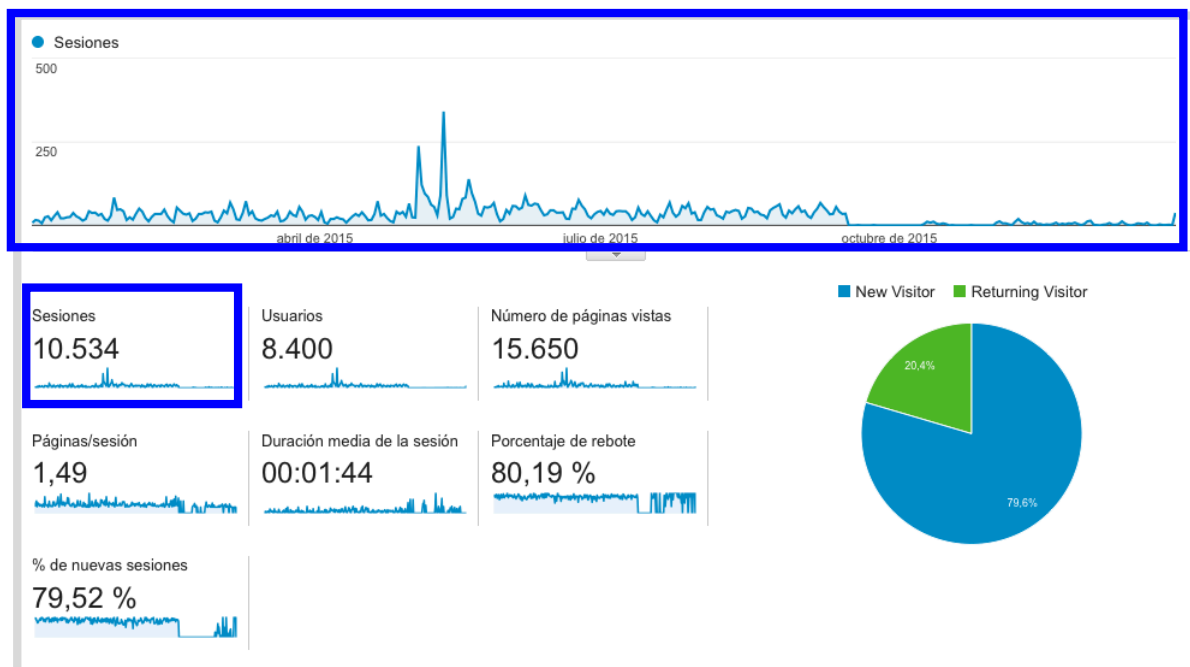 Sesiones
500
250
abril de 2015
julio de 2015
octubre de 2015
New Visitor
Returning Visitor
Sesiones
10.534
Usuarios
8.400
Número de páginas vistas
15.650
Páginas/sesión
1,49
Duración media de la sesión
00:01:44
Porcentaje de rebote
80,19 %
20,4%
79,6%
% de nuevas sesiones
79,52 %